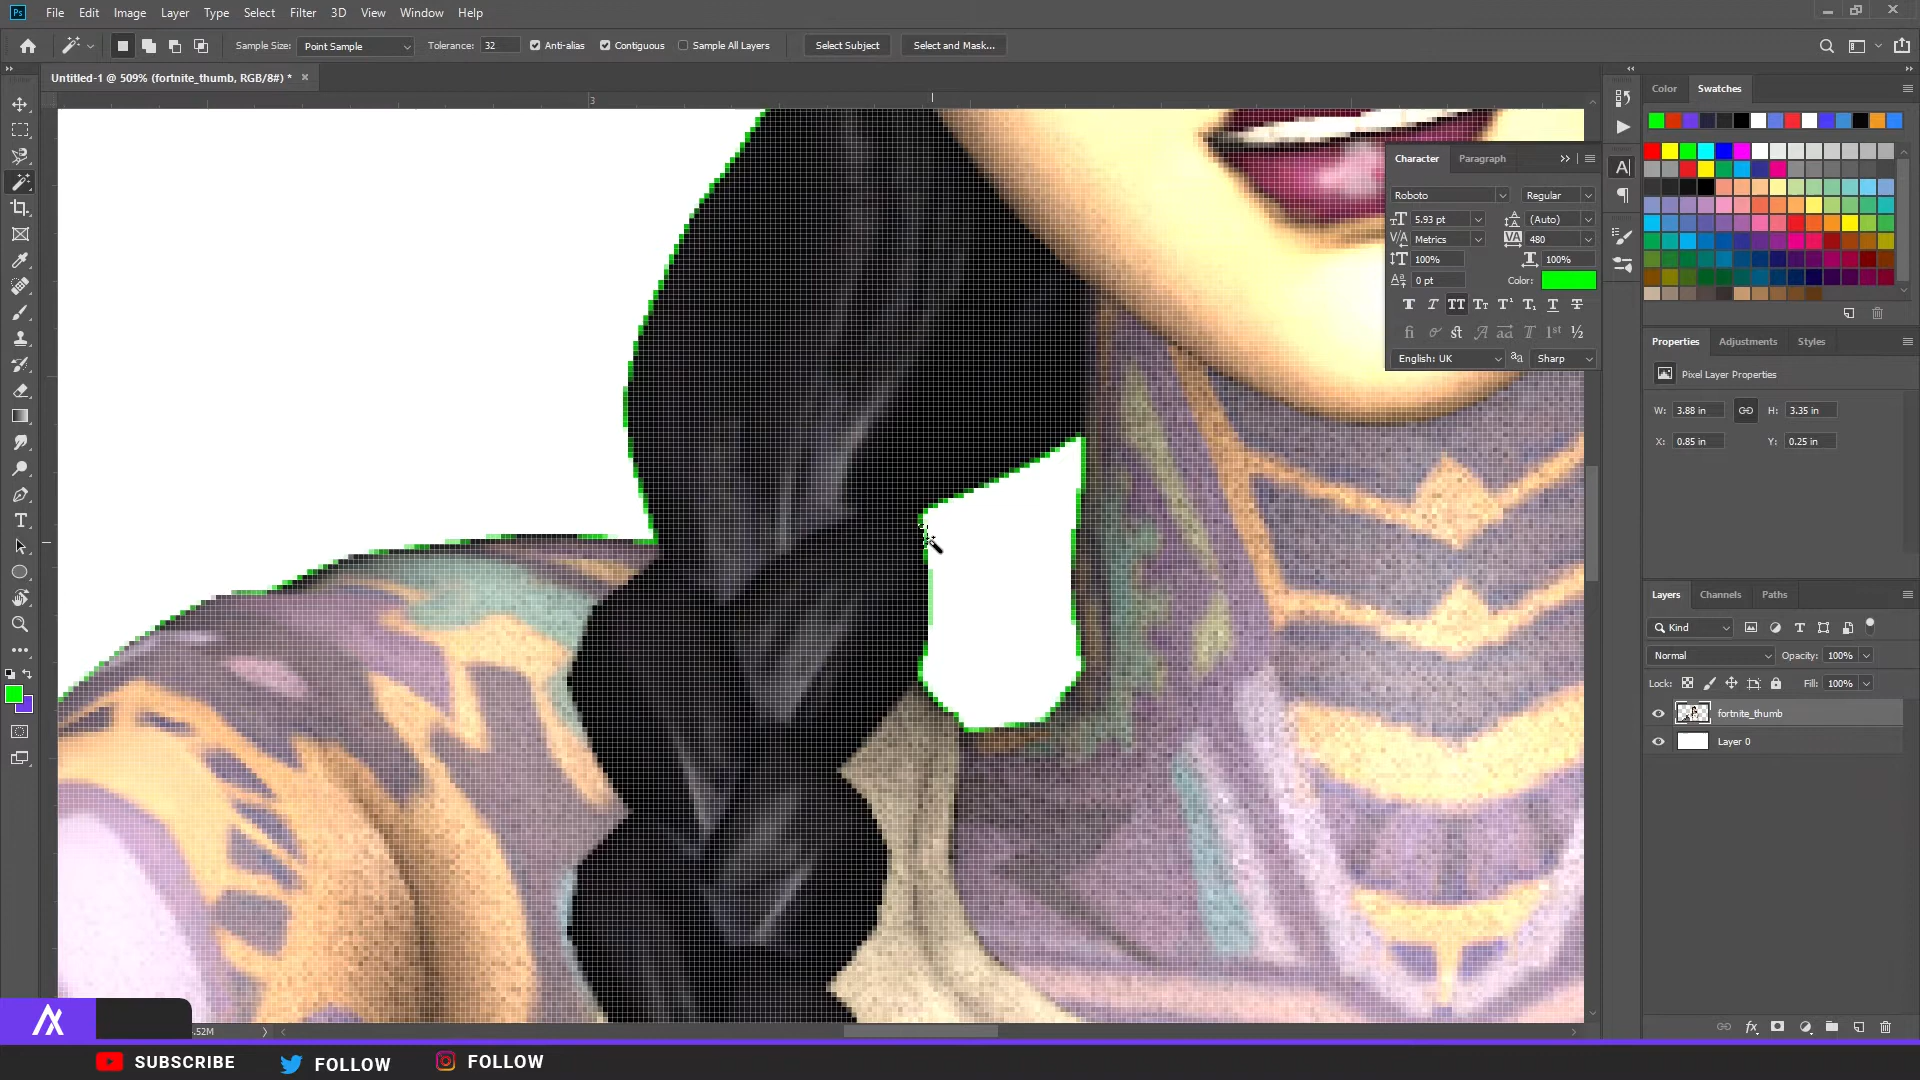 Ps File Edit Image Layer Type Select Filter 3D View Window Help
Sample Size: Point Sample Tolerance: 32 Anti-alias Contiguous Sample All Layers Select Subject Select and Mask...
Untitled-1 @ 509% (fortnite_thumb, RGB/8#) *
3
Color Swatches
Character Paragraph
Roboto Regular
5.93 pt (Auto)
Metrics 480
100% 100%
0 pt Color:
English: UK Sharp
Properties Adjustments Styles
Pixel Layer Properties
W: 3.88 in H: 3.35 in
X: 0.85 in Y: 0.25 in
Layers Channels Paths
Kind
Normal Opacity: 100%
Lock: Fill: 100%
fortnite_thumb
Layer 0
.52M
SUBSCRIBE FOLLOW FOLLOW